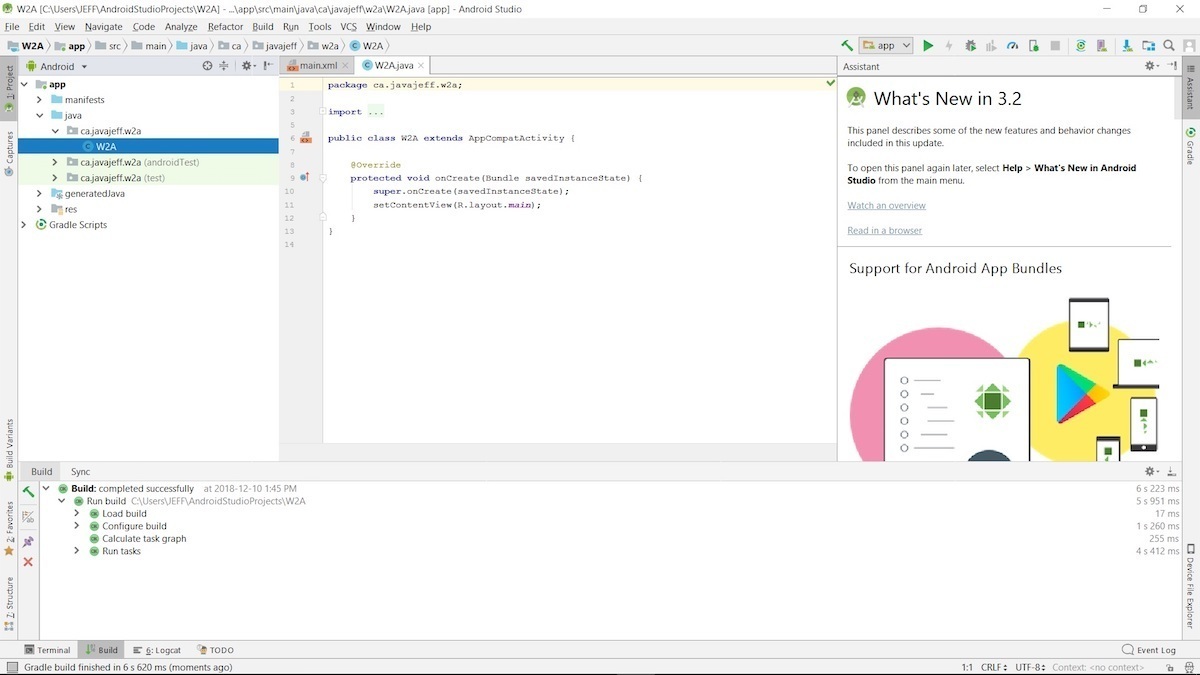 W2A [C:\Users\JEFF\AndroidStudioProjects\W2A] - ...\app\src\main\java\ca\javajeff\w2a\W2A.java [app] - Android Studio
File Edit View Navigate Code Analyze Refactor Build Run Tools VCS Window Help
W2A app src main java ca javajeff w2a W2A app
1: Project
Captures
Build Variants
2: Favorites
7: Structure
Android
app
manifests
java
ca.javajeff.w2a
W2A
ca.javajeff.w2a (androidTest)
ca.javajeff.w2a (test)
generatedJava
res
Gradle Scripts
main.xml W2A.java
1 package ca.javajeff.w2a;
2
3 import ...
5
6 public class W2A extends AppCompatActivity {
7
8 @Override
9 protected void onCreate(Bundle savedInstanceState) {
10 super.onCreate(savedInstanceState);
11 setContentView(R.layout.main);
12 }
13 }
14
Assistant
What's New in 3.2
This panel describes some of the new features and behavior changes
included in this update.
To open this panel again later, select Help > What's New in Android
Studio from the main menu.
Watch an overview
Read in a browser
Support for Android App Bundles
Assistant
Gradle
Device File Explorer
Build Sync
Build: completed successfully at 2018-12-10 1:45 PM 6 s 223 ms
Run build C:\Users\JEFF\AndroidStudioProjects\W2A 5 s 951 ms
Load build 17 ms
Configure build 1 s 260 ms
Calculate task graph 255 ms
Run tasks 4 s 412 ms
Terminal Build 6: Logcat TODO Event Log
Gradle build finished in 6 s 620 ms (moments ago) 1:1 CRLF UTF-8 Context: <no context>